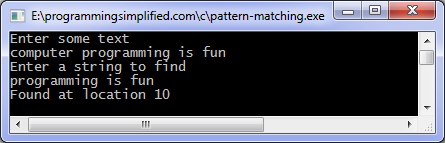 E:\programmingsimplified.com\c\pattern-matching.exe
Enter some text
computer programming is fun
Enter a string to find
programming is fun
Found at location 10